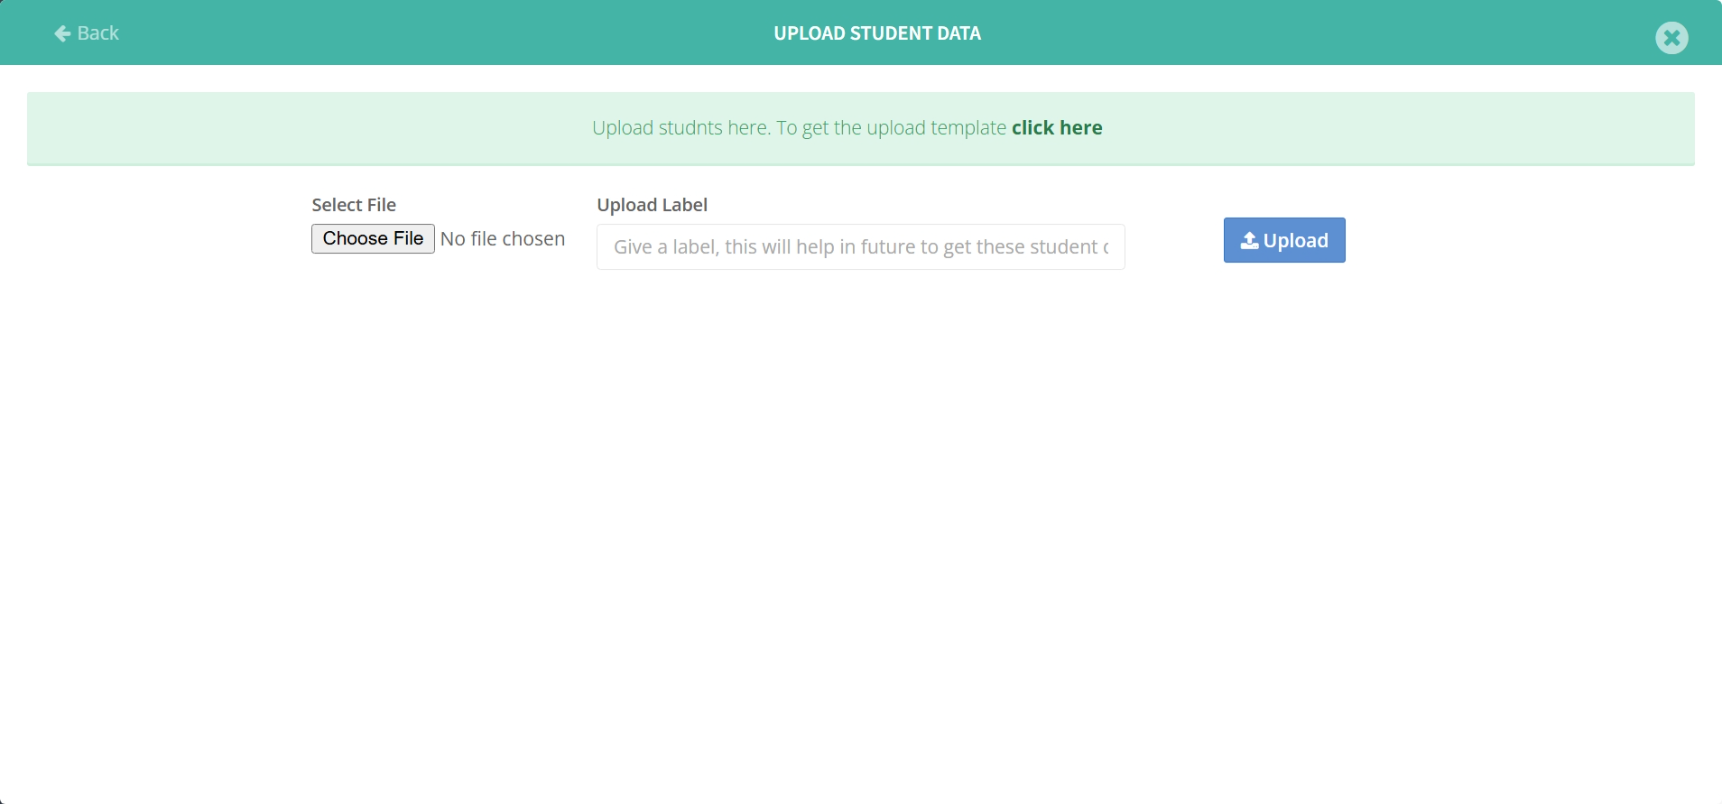 Back
UPLOAD STUDENT DATA
Upload studnts here. To get the upload template click here
Select File
Choose File No file chosen
Upload Label
Give a label, this will help in future to get these student
Upload